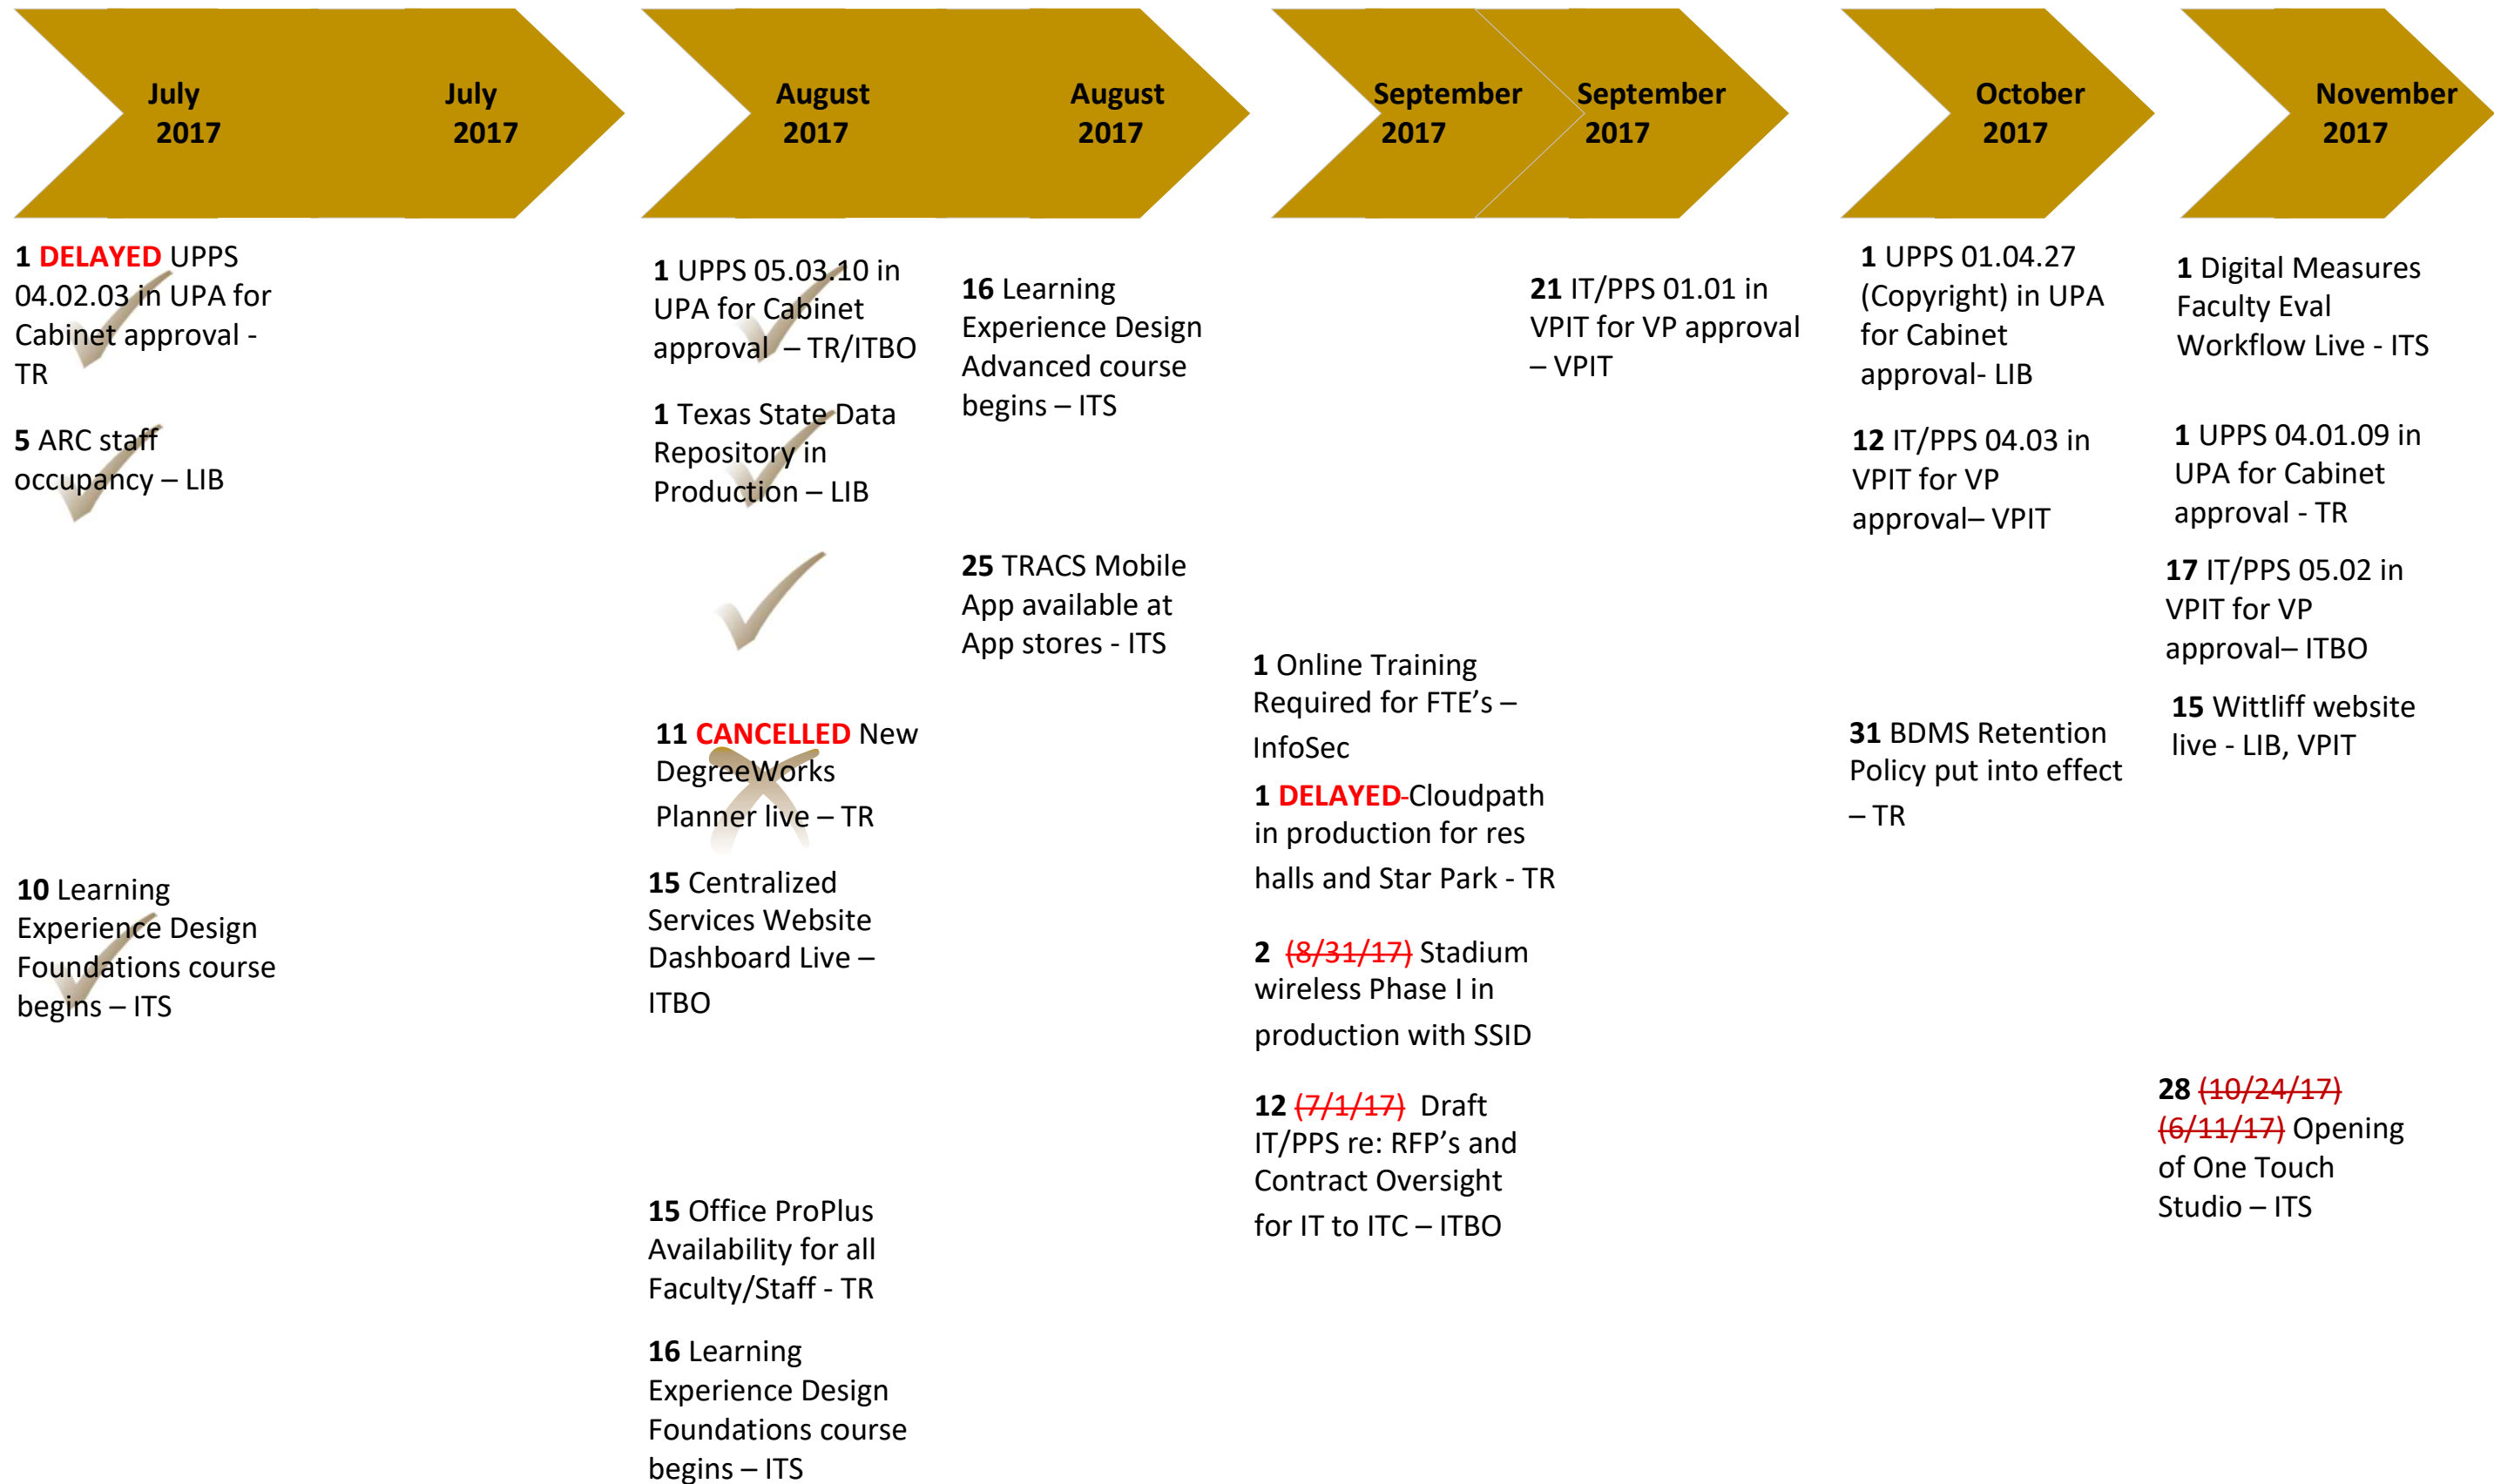 July
2017
July
2017
August
2017
August
2017
September
2017
September
2017
October
2017
November
2017
1 DELAYED UPPS
04.02.03 in UPA for
Cabinet approval -
TR
5 ARC staff
occupancy – LIB
10 Learning
Experience Design
Foundations course
begins – ITS
1 UPPS 05.03.10 in
UPA for Cabinet
approval – TR/ITBO
1 Texas State Data
Repository in
Production – LIB
11 CANCELLED New
DegreeWorks
Planner live – TR
15 Centralized
Services Website
Dashboard Live –
ITBO
15 Office ProPlus
Availability for all
Faculty/Staff - TR
16 Learning
Experience Design
Foundations course
begins – ITS
16 Learning
Experience Design
Advanced course
begins – ITS
25 TRACS Mobile
App available at
App stores - ITS
1 Online Training
Required for FTE’s –
InfoSec
1 DELAYED-Cloudpath
in production for res
halls and Star Park - TR
2 (8/31/17) Stadium
wireless Phase I in
production with SSID
12 (7/1/17) Draft
IT/PPS re: RFP’s and
Contract Oversight
for IT to ITC – ITBO
21 IT/PPS 01.01 in
VPIT for VP approval
– VPIT
1 UPPS 01.04.27
(Copyright) in UPA
for Cabinet
approval- LIB
12 IT/PPS 04.03 in
VPIT for VP
approval– VPIT
31 BDMS Retention
Policy put into effect
– TR
1 Digital Measures
Faculty Eval
Workflow Live - ITS
1 UPPS 04.01.09 in
UPA for Cabinet
approval - TR
17 IT/PPS 05.02 in
VPIT for VP
approval– ITBO
15 Wittliff website
live - LIB, VPIT
28 (10/24/17)
(6/11/17) Opening
of One Touch
Studio – ITS